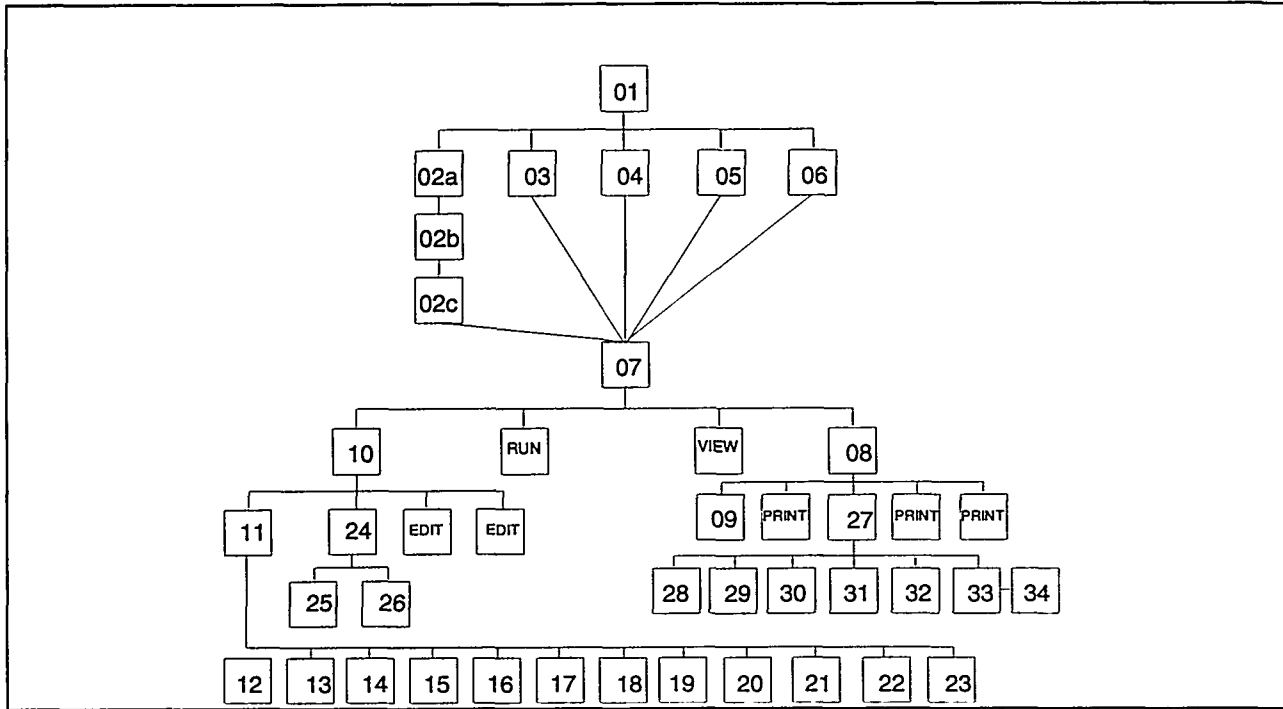 01
02a 03 04 05 06
02b
02c
07
10 RUN VIEW 08
11 24 EDIT EDIT 09 PRINT 27 PRINT PRINT
25 26 28 29 30 31 32 33 34
12 13 14 15 16 17 18 19 20 21 22 23